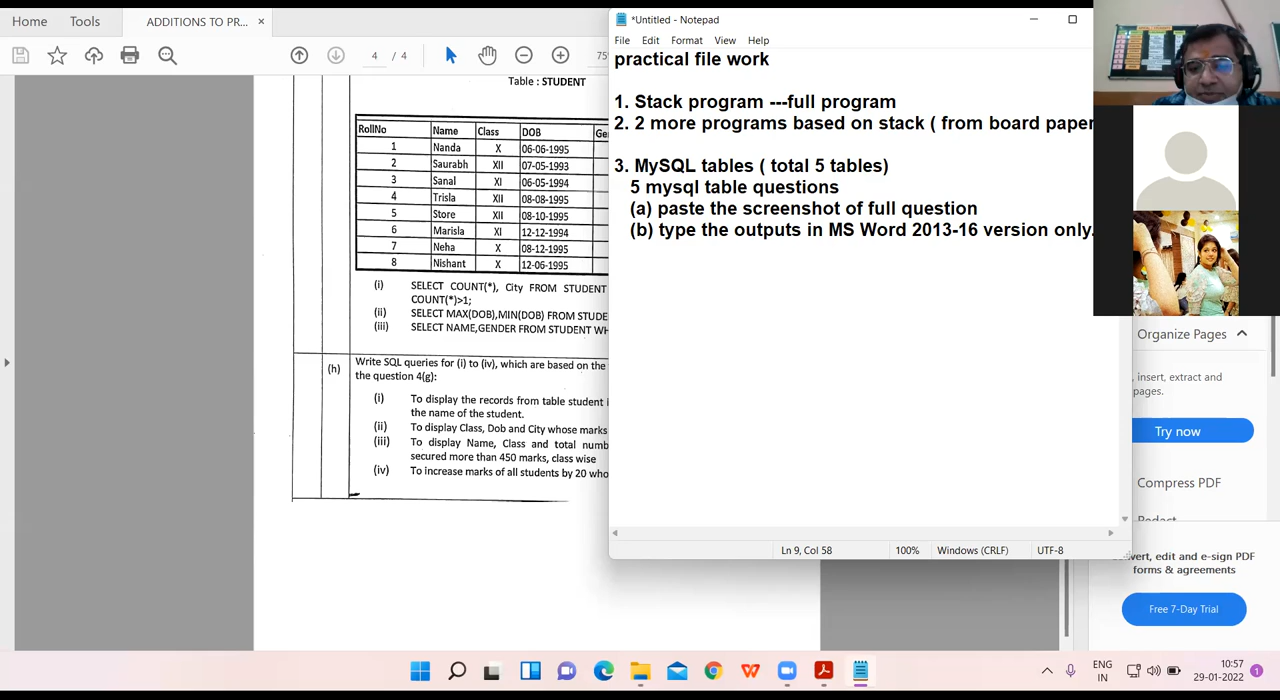 Home Tools ADDITIONS TO PR... ×
4 / 4 75
Table : STUDENT
RollNo Name Class DOB Ge
1 Nanda X 06-06-1995
2 Saurabh XII 07-05-1993
3 Sanal XI 06-05-1994
4 Trisla XII 08-08-1995
5 Store XII 08-10-1995
6 Marisla XI 12-12-1994
7 Neha X 08-12-1995
8 Nishant X 12-06-1995
(i) SELECT COUNT(*), City FROM STUDENT
COUNT(*)>1;
(ii) SELECT MAX(DOB),MIN(DOB) FROM STUDE
(iii) SELECT NAME,GENDER FROM STUDENT WH
(h) Write SQL queries for (i) to (iv), which are based on the
the question 4(g):
(i) To display the records from table student i
the name of the student.
(ii) To display Class, Dob and City whose marks
(iii) To display Name, Class and total numb
secured more than 450 marks, class wise
(iv) To increase marks of all students by 20 who
*Untitled - Notepad
File Edit Format View Help
practical file work
1. Stack program ---full program
2. 2 more programs based on stack ( from board paper
3. MySQL tables ( total 5 tables)
5 mysql table questions
(a) paste the screenshot of full question
(b) type the outputs in MS Word 2013-16 version only.
Ln 9, Col 58 100% Windows (CRLF) UTF-8
Organize Pages
, insert, extract and
pages.
Try now
Compress PDF
vert, edit and e-sign PDF
forms & agreements
Free 7-Day Trial
ENG
IN
10:57
29-01-2022
1